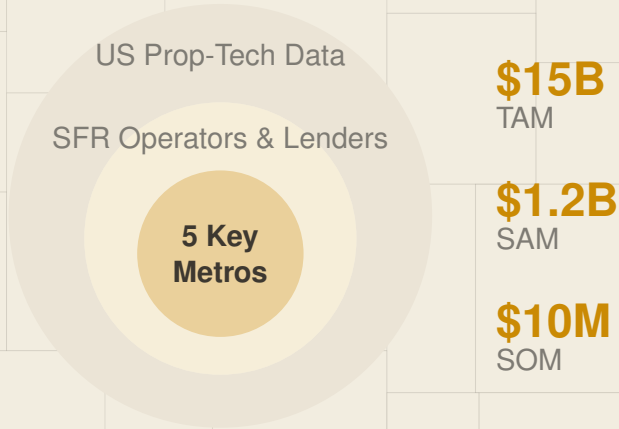 US Prop-Tech Data
SFR Operators & Lenders
5 Key
Metros
$15B
TAM
$1.2B
SAM
$10M
SOM